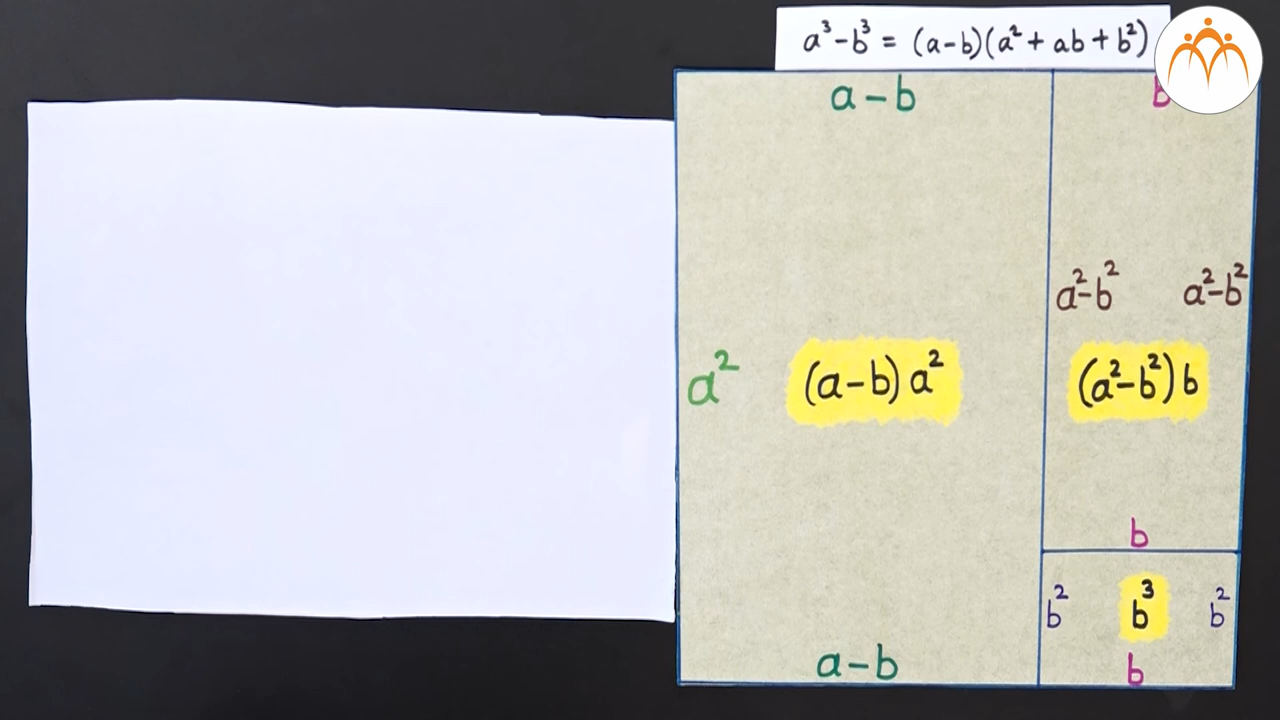 a³-b³ = (a-b)(a²+ab+b²)
a-b
b
a²-b² a²-b²
a² (a-b)a² (a²-b²)b
b
b² b³ b²
a-b b